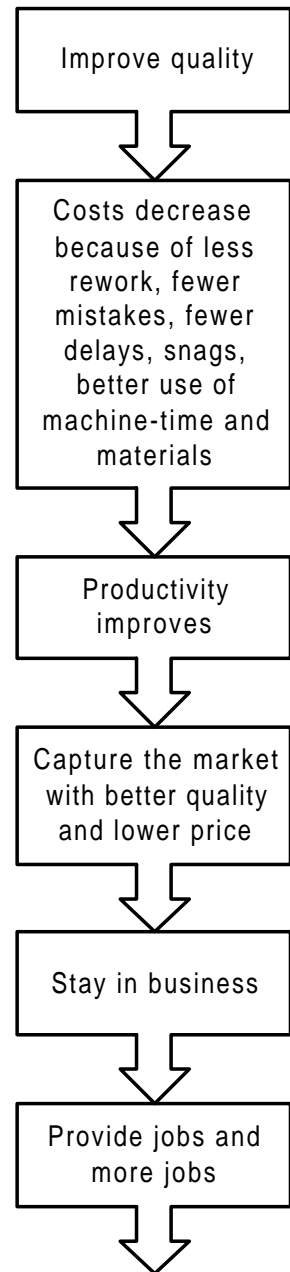 Improve quality
Costs decrease
because of less
rework, fewer
mistakes, fewer
delays, snags,
better use of
machine-time and
materials
Productivity
improves
Capture the market
with better quality
and lower price
Stay in business
Provide jobs and
more jobs